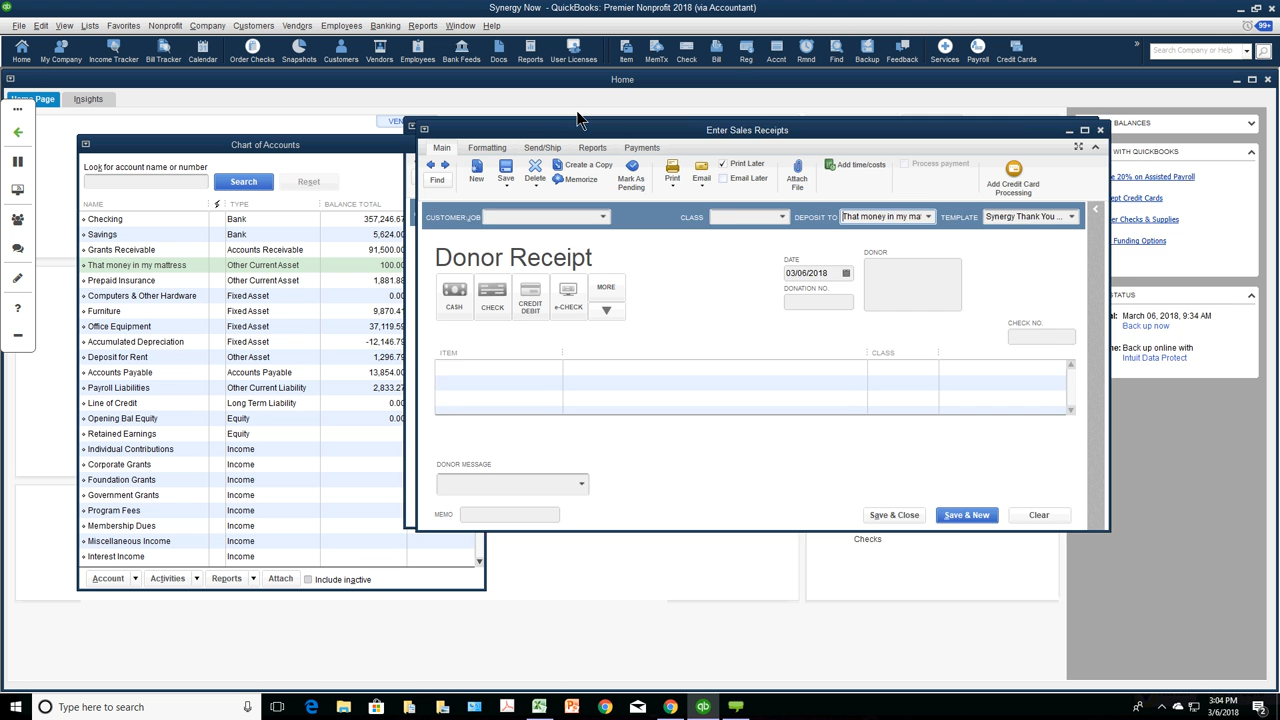 Synergy Now - QuickBooks: Premier Nonprofit 2018 (via Accountant)
File Edit View Lists Favorites Nonprofit Company Customers Vendors Employees Banking Reports Window Help
99+
Home My Company Income Tracker Bill Tracker Calendar Order Checks Snapshots Customers Vendors Employees Bank Feeds Docs Reports User Licenses Item MemTx Check Bill Reg Accnt Rmnd Find Backup Feedback Services Payroll Credit Cards
Search Company or Help
Home
Home Page Insights
VEN
BALANCES
WITH QUICKBOOKS
e 20% on Assisted Payroll
ept Credit Cards
er Checks & Supplies
Funding Options
STATUS
al: March 06, 2018, 9:34 AM
Back up now
ne: Back up online with
Intuit Data Protect
Checks
Chart of Accounts
Look for account name or number
Search Reset
NAME TYPE BALANCE TOTAL
Checking Bank 357,246.67
Savings Bank 5,624.00
Grants Receivable Accounts Receivable 91,500.00
That money in my mattress Other Current Asset 100.00
Prepaid Insurance Other Current Asset 1,881.88
Computers & Other Hardware Fixed Asset 0.00
Furniture Fixed Asset 9,870.41
Office Equipment Fixed Asset 37,119.59
Accumulated Depreciation Fixed Asset -12,146.79
Deposit for Rent Other Asset 1,296.79
Accounts Payable Accounts Payable 13,854.00
Payroll Liabilities Other Current Liability 2,833.27
Line of Credit Long Term Liability 0.00
Opening Bal Equity Equity 0.00
Retained Earnings Equity
Individual Contributions Income
Corporate Grants Income
Foundation Grants Income
Government Grants Income
Program Fees Income
Membership Dues Income
Miscellaneous Income Income
Interest Income Income
Account Activities Reports Attach Include inactive
Enter Sales Receipts
Main Formatting Send/Ship Reports Payments
Find New Save Delete Create a Copy Memorize Mark As Pending Print Email Print Later Email Later Attach File Add time/costs Process payment Add Credit Card Processing
CUSTOMER:JOB CLASS DEPOSIT TO That money in my ma TEMPLATE Synergy Thank You ...
Donor Receipt
CASH CHECK CREDIT DEBIT e-CHECK MORE
DATE
03/06/2018
DONATION NO.
DONOR
CHECK NO.
ITEM CLASS
DONOR MESSAGE
MEMO
Save & Close Save & New Clear
Type here to search
3:04 PM
3/6/2018
2